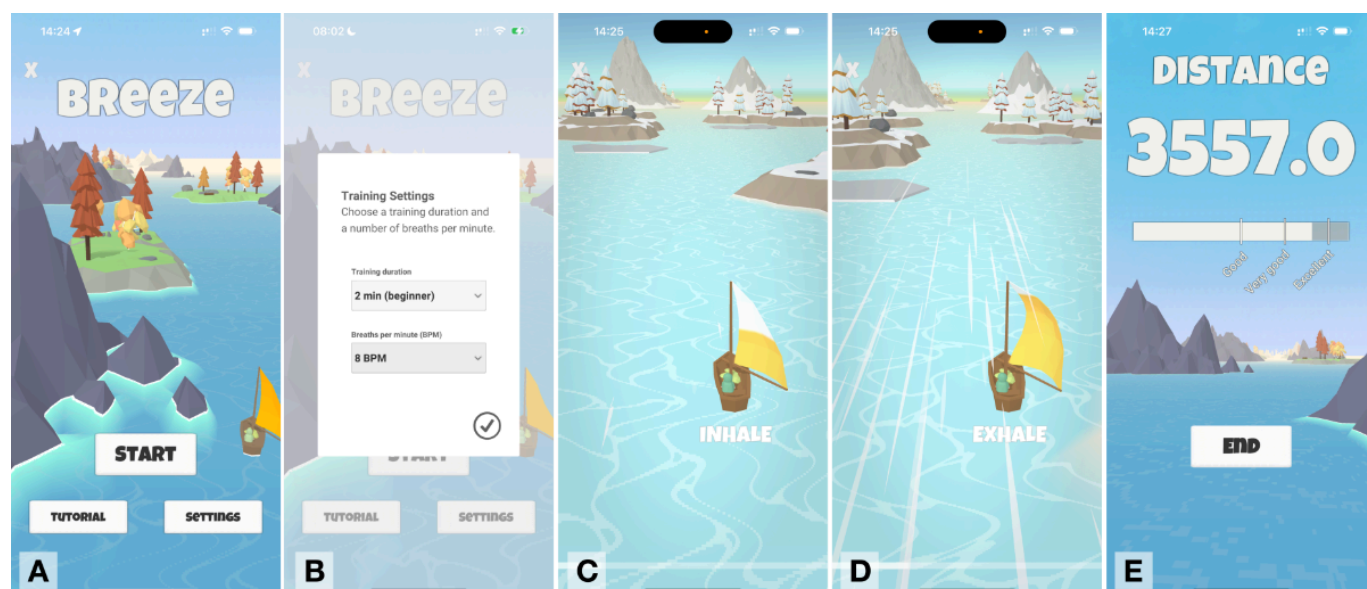 14:24
X
BReeze
START
TUTORIAL
SETTINGS
A
08:02
X
BReeze
Training Settings
Choose a training duration and
a number of breaths per minute.
Training duration
2 min (beginner)
Breaths per minute (BPM)
8 BPM
START
TUTORIAL
SETTINGS
B
14:25
X
INHALE
C
14:25
X
EXHALE
D
14:27
DISTAnce
3557.0
Good
Very good
Excellent
END
E